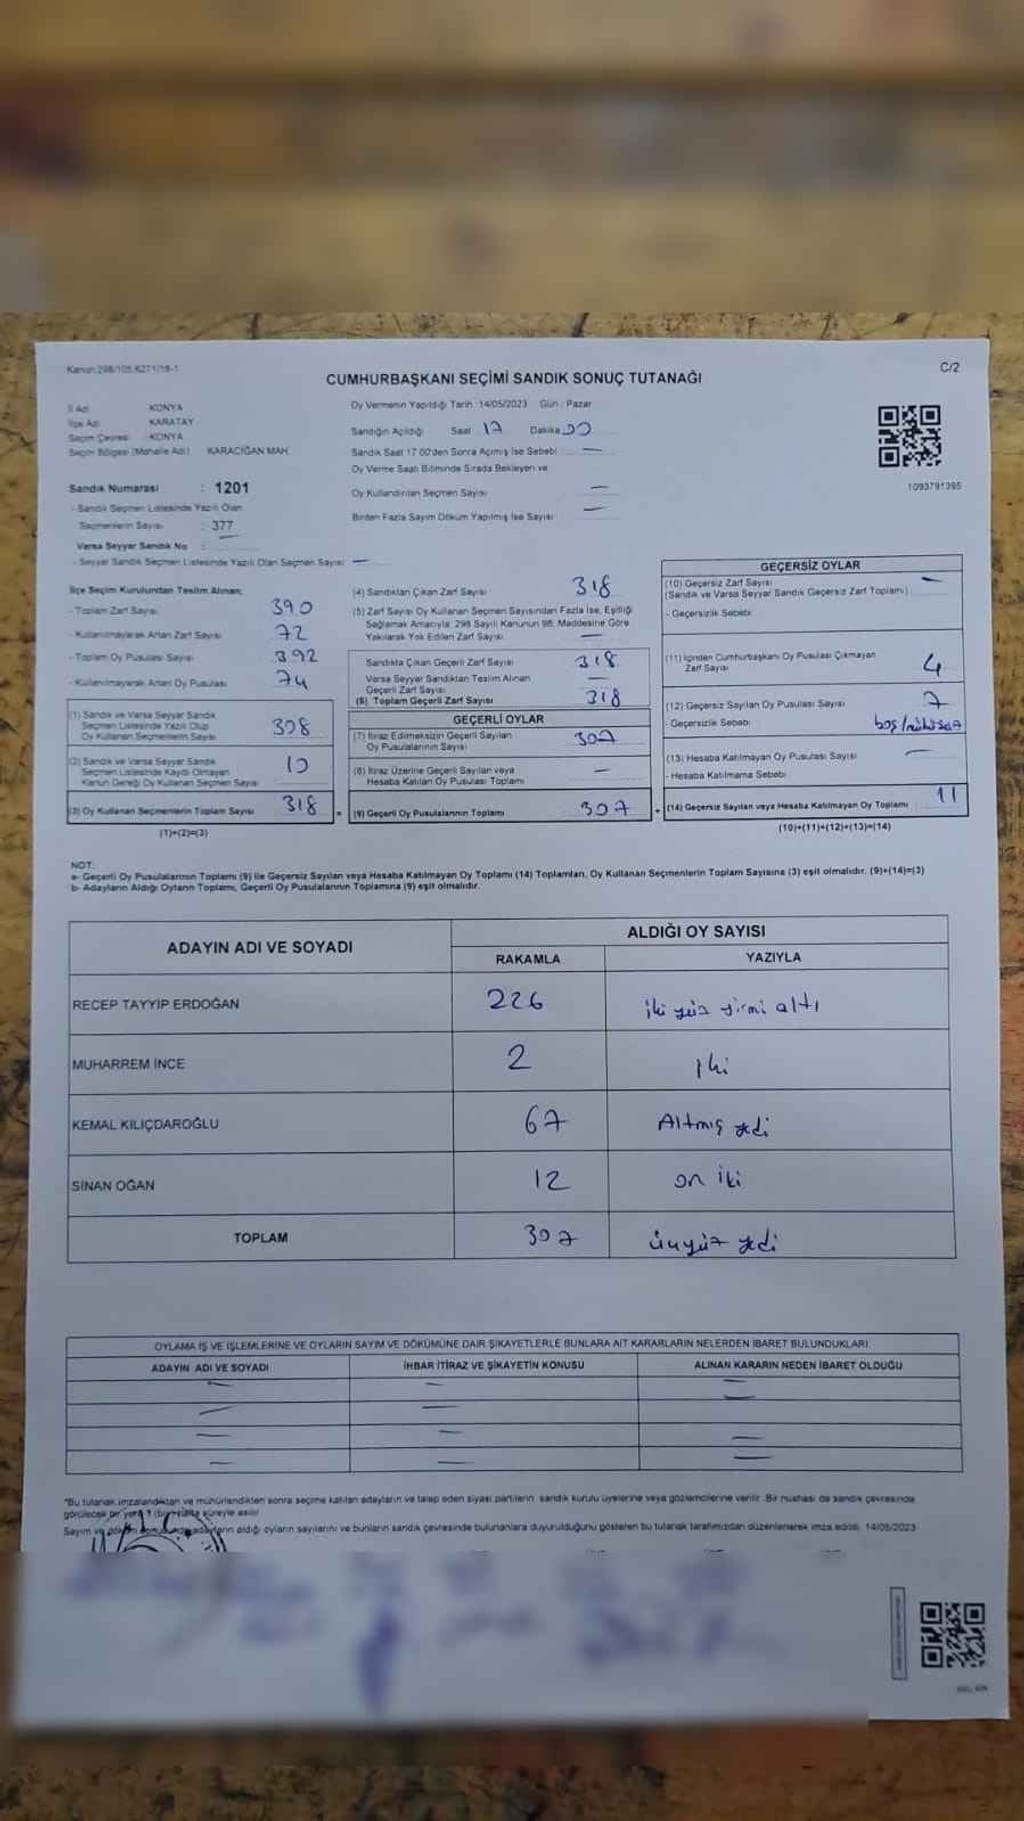 Kanun 298/105,6271/18-1
C/2
CUMHURBAŞKANI SEÇİMİ SANDIK SONUÇ TUTANAĞI
İl Adı KONYA
İlçe Adı KARATAY
Seçim Çevresi KONYA
Seçim Bölgesi (Mahalle Adı) KARACİĞAN MAH.
Sandık Numarası : 1201
- Sandık Seçmen Listesinde Yazılı Olan
Seçmenlerin Sayısı : 377
Varsa Seyyar Sandık No :
- Seyyar Sandık Seçmen Listesinde Yazılı Olan Seçmen Sayısı —
Oy Vermenin Yapıldığı Tarih :14/05/2023 Gün : Pazar
Sandığın Açıldığı Saat 17 Dakika 00
Sandık Saat 17 00'den Sonra Açımış İse Sebebi —
Oy Verme Saati Bitiminde Sırada Bekleyen ve
Oy Kullandırılan Seçmen Sayısı —
Birden Fazla Sayım Döküm Yapılmış İse Sayısı —
1093791395
İlçe Seçim Kurulundan Teslim Alınan;
- Toplam Zarf Sayısı 390
- Kullanılmayarak Artan Zarf Sayısı 72
- Toplam Oy Pusulası Sayısı 392
- Kullanılmayarak Artan Oy Pusulası 74
(1) Sandık ve Varsa Seyyar Sandık
Seçmen Listesinde Yazılı Olup
Oy Kullanan Seçmenlerin Sayısı 308
(2) Sandık ve Varsa Seyyar Sandık
Seçmen Listesinde Kayıtlı Olmayan
Kanun Gereği Oy Kullanan Seçmen Sayısı 10
(3) Oy Kullanan Seçmenlerin Toplam Sayısı 318
(1)+(2)=(3)
(4) Sandıktan Çıkan Zarf Sayısı 318
(5) Zarf Sayısı Oy Kullanan Seçmen Sayısından Fazla İse, Eşitliği
Sağlamak Amacıyla 298 Sayılı Kanunun 98. Maddesine Göre
Yakılarak Yok Edilen Zarf Sayısı —
Sandıkta Çıkan Geçerli Zarf Sayısı 318
Varsa Seyyar Sandıktan Teslim Alınan
Geçerli Zarf Sayısı —
(6) Toplam Geçerli Zarf Sayısı 318
GEÇERLİ OYLAR
(7) İtiraz Edilmeksizin Geçerli Sayılan
Oy Pusulalarının Sayısı 307
(8) İtiraz Üzerine Geçerli Sayılan veya
Hesaba Katılan Oy Pusulası Toplamı —
= (9) Geçerli Oy Pusulalarının Toplamı 307
GEÇERSİZ OYLAR
(10) Geçersiz Zarf Sayısı —
(Sandık ve Varsa Seyyar Sandık Geçersiz Zarf Toplamı)
- Geçersizlik Sebebi
(11) İçinden Cumhurbaşkanı Oy Pusulası Çıkmayan
Zarf Sayısı 4
(12) Geçersiz Sayılan Oy Pusulası Sayısı 7
- Geçersizlik Sebebi boş/mühürsüz
(13) Hesaba Katılmayan Oy Pusulası Sayısı —
- Hesaba Katılmama Sebebi
+ (14) Geçersiz Sayılan veya Hesaba Katılmayan Oy Toplamı 11
(10)+(11)+(12)+(13)=(14)
NOT:
a- Geçerli Oy Pusulalarının Toplamı (9) ile Geçersiz Sayılan veya Hesaba Katılmayan Oy Toplamı (14) Toplamları, Oy Kullanan Seçmenlerin Toplam Sayısına (3) eşit olmalıdır. (9)+(14)=(3)
b- Adayların Aldığı Oyların Toplamı, Geçerli Oy Pusulalarının Toplamına (9) eşit olmalıdır.
ADAYIN ADI VE SOYADI
ALDIĞI OY SAYISI
RAKAMLA YAZIYLA
RECEP TAYYİP ERDOĞAN 226 iki yüz yirmi altı
MUHARREM İNCE 2 iki
KEMAL KILIÇDAROĞLU 67 Altmış yedi
SİNAN OĞAN 12 on iki
TOPLAM 307 üçyüz yedi
OYLAMA İŞ VE İŞLEMLERİNE VE OYLARIN SAYIM VE DÖKÜMÜNE DAİR ŞİKAYETLERLE BUNLARA AİT KARARLARIN NELERDEN İBARET BULUNDUKLARI
ADAYIN ADI VE SOYADI İHBAR İTİRAZ VE ŞİKAYETİN KONUSU ALINAN KARARIN NEDEN İBARET OLDUĞU
— — —
— — —
— — —
— — —
"Bu tutanak imzalandıktan ve mühürlendikten sonra seçime katılan adayların ve talep eden siyasi partilerin sandık kurulu üyelerine veya gözlemcilerine verilir. Bir nüshası da sandık çevresinde
görülecek bir yere bir hafta süreyle asılır
Sayım ve döküm adayların aldığı oyların sayılarını ve bunların sandık çevresinde bulunanlara duyurulduğunu gösteren bu tutanak tarafımızdan düzenlenerek imza edildi. 14/05/2023